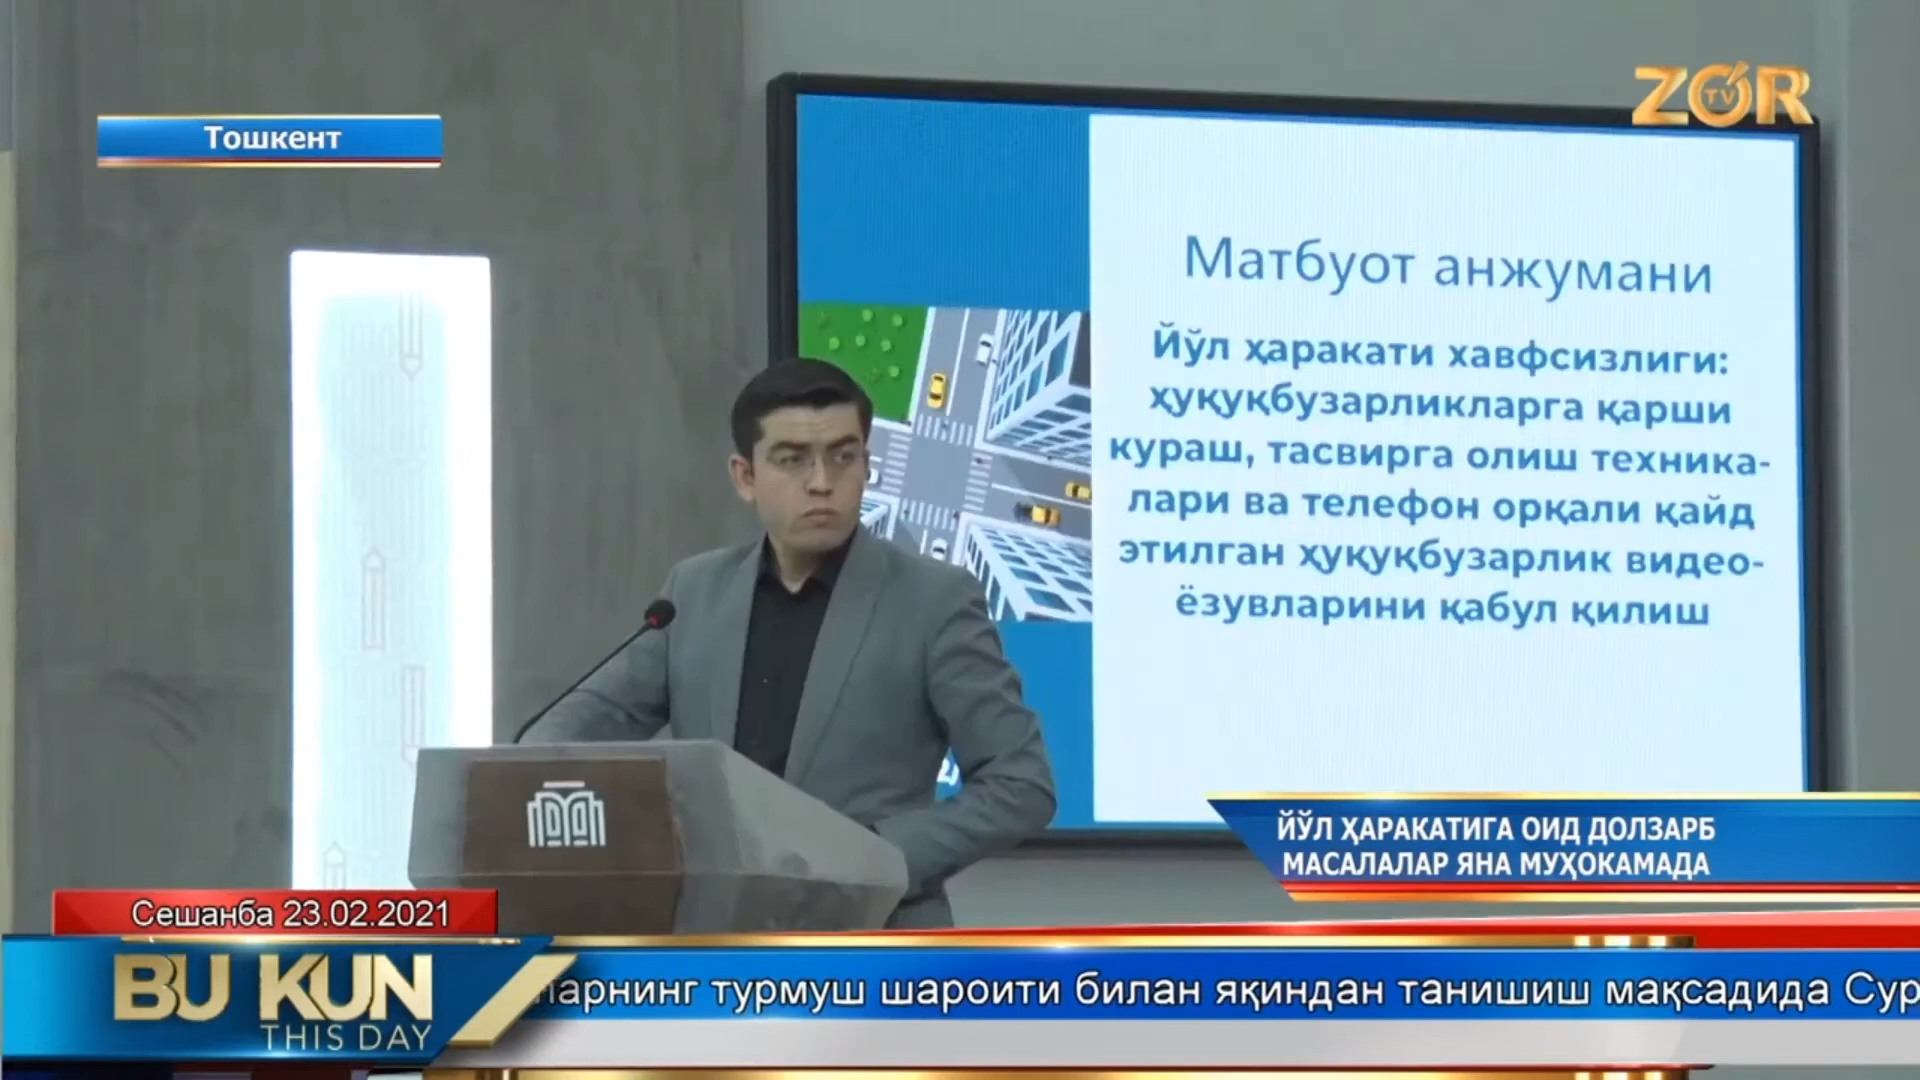 ZOR
TV
Тошкент
Матбуот анжумани
Йўл ҳаракати хавфсизлиги:
ҳуқуқбузарликларга қарши
кураш, тасвирга олиш техника-
лари ва телефон орқали қайд
этилган ҳуқуқбузарлик видео-
ёзувларини қабул қилиш
ЙЎЛ ҲАРАКАТИГА ОИД ДОЛЗАРБ
МАСАЛАЛАР ЯНА МУҲОКАМАДА
Сешанба 23.02.2021
BU KUN
THIS DAY
турмуш шароити билан яқиндан танишиш мақсадида